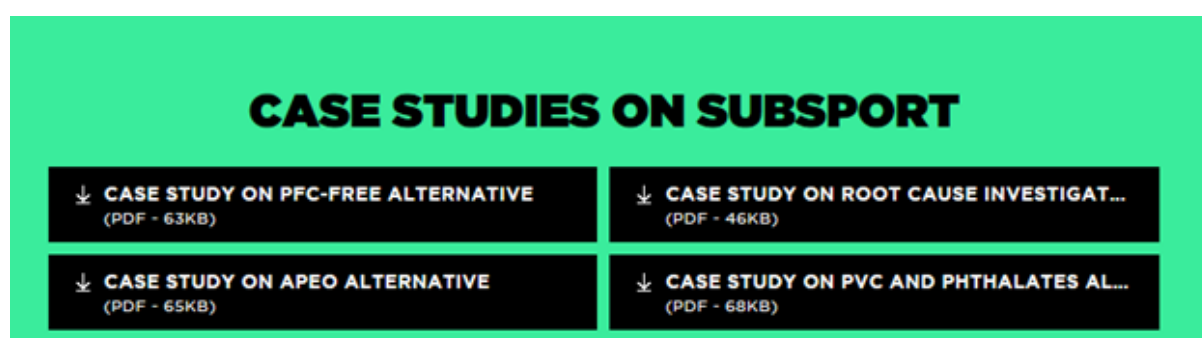 CASE STUDIES ON SUBSPORT
CASE STUDY ON PFC-FREE ALTERNATIVE
(PDF - 63KB)
CASE STUDY ON ROOT CAUSE INVESTIGAT...
(PDF - 46KB)
CASE STUDY ON APEO ALTERNATIVE
(PDF - 65KB)
CASE STUDY ON PVC AND PHTHALATES AL...
(PDF - 68KB)